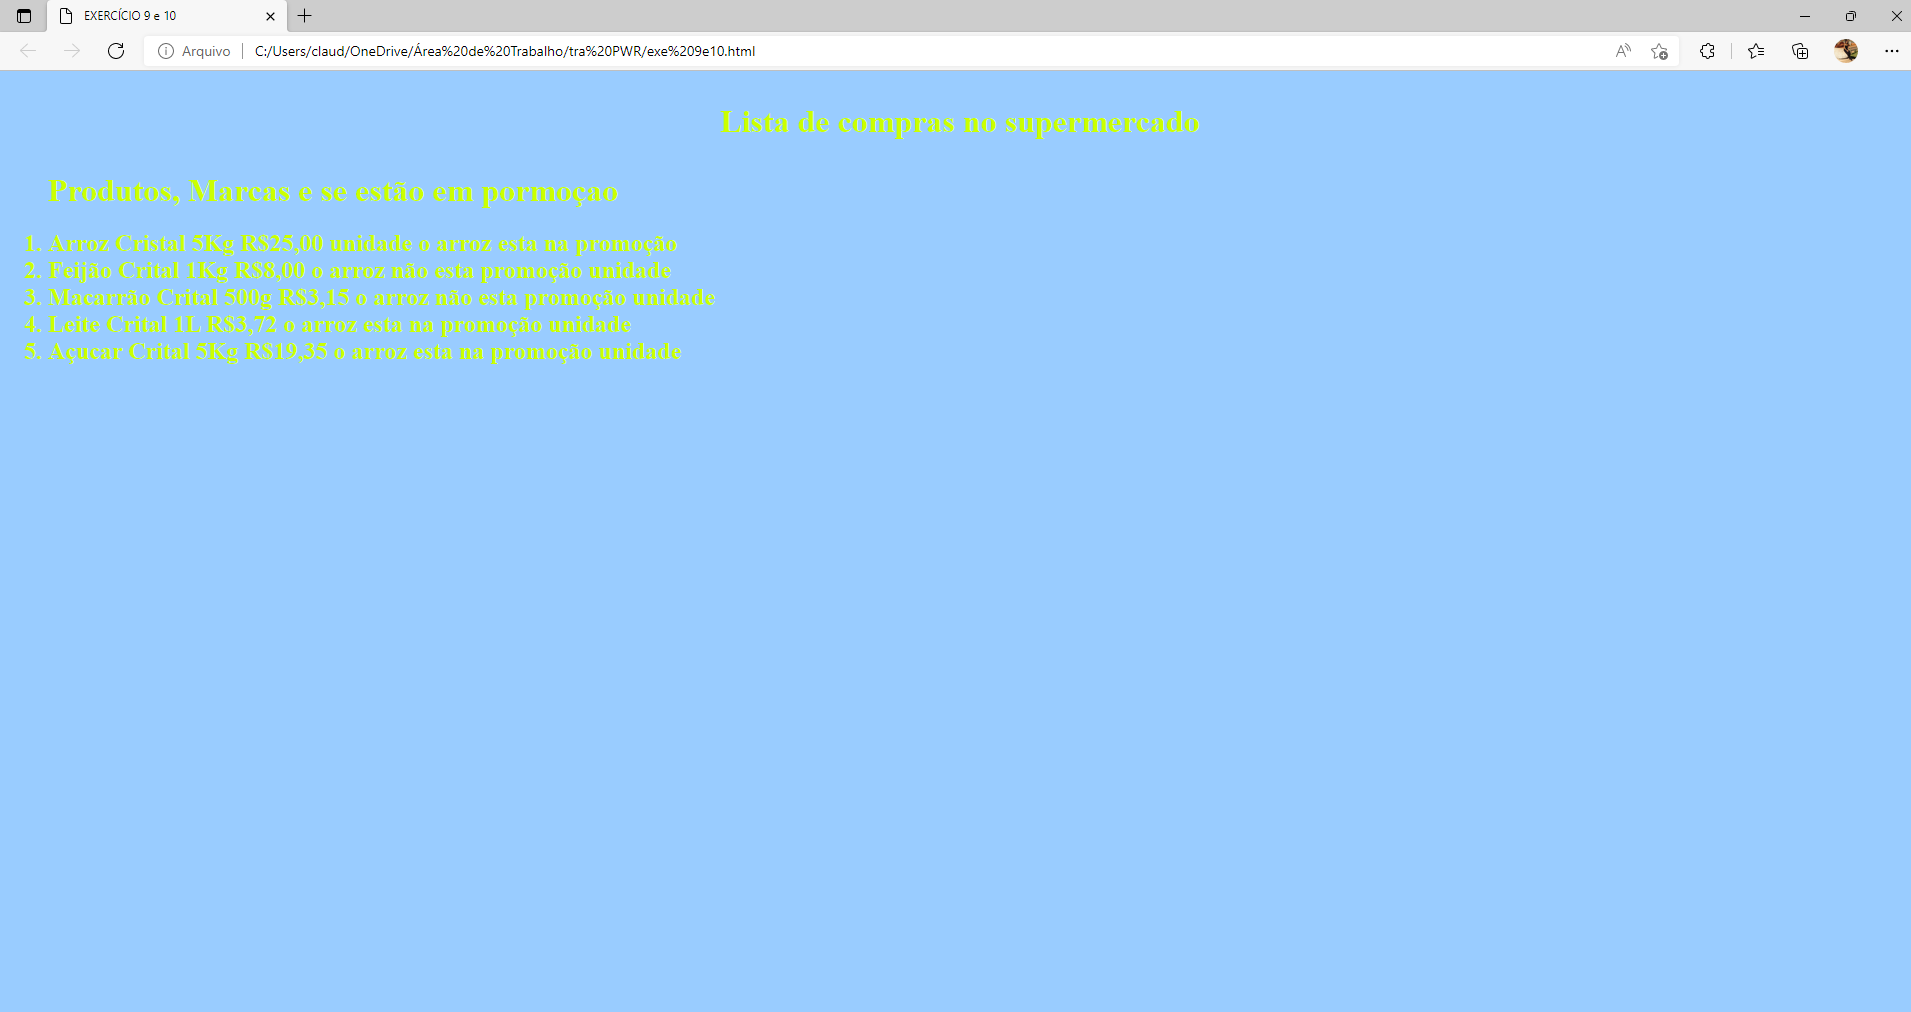 EXERCÍCIO 9 e 10
Arquivo
C:/Users/claud/OneDrive/Área%20de%20Trabalho/tra%20PWR/exe%209e10.html
Lista de compras no supermercado
Produtos, Marcas e se estão em pormoçao
1. Arroz Cristal 5Kg R$25,00 unidade o arroz esta na promoção
2. Feijão Crital 1Kg R$8,00 o arroz não esta promoção unidade
3. Macarrão Crital 500g R$3,15 o arroz não esta promoção unidade
4. Leite Crital 1L R$3,72 o arroz esta na promoção unidade
5. Açucar Crital 5Kg R$19,35 o arroz esta na promoção unidade